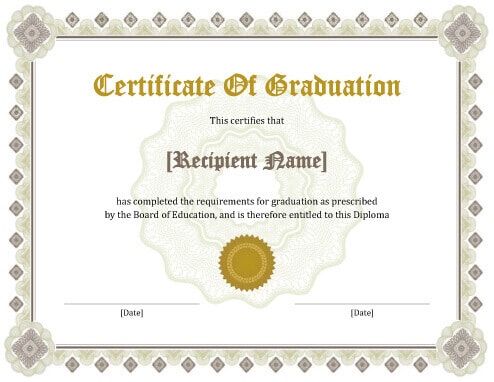 Certificate Of Graduation
This certifies that
[Recipient Name]
has completed the requirements for graduation as prescribed
by the Board of Education, and is therefore entitled to this Diploma
[Date] [Date]